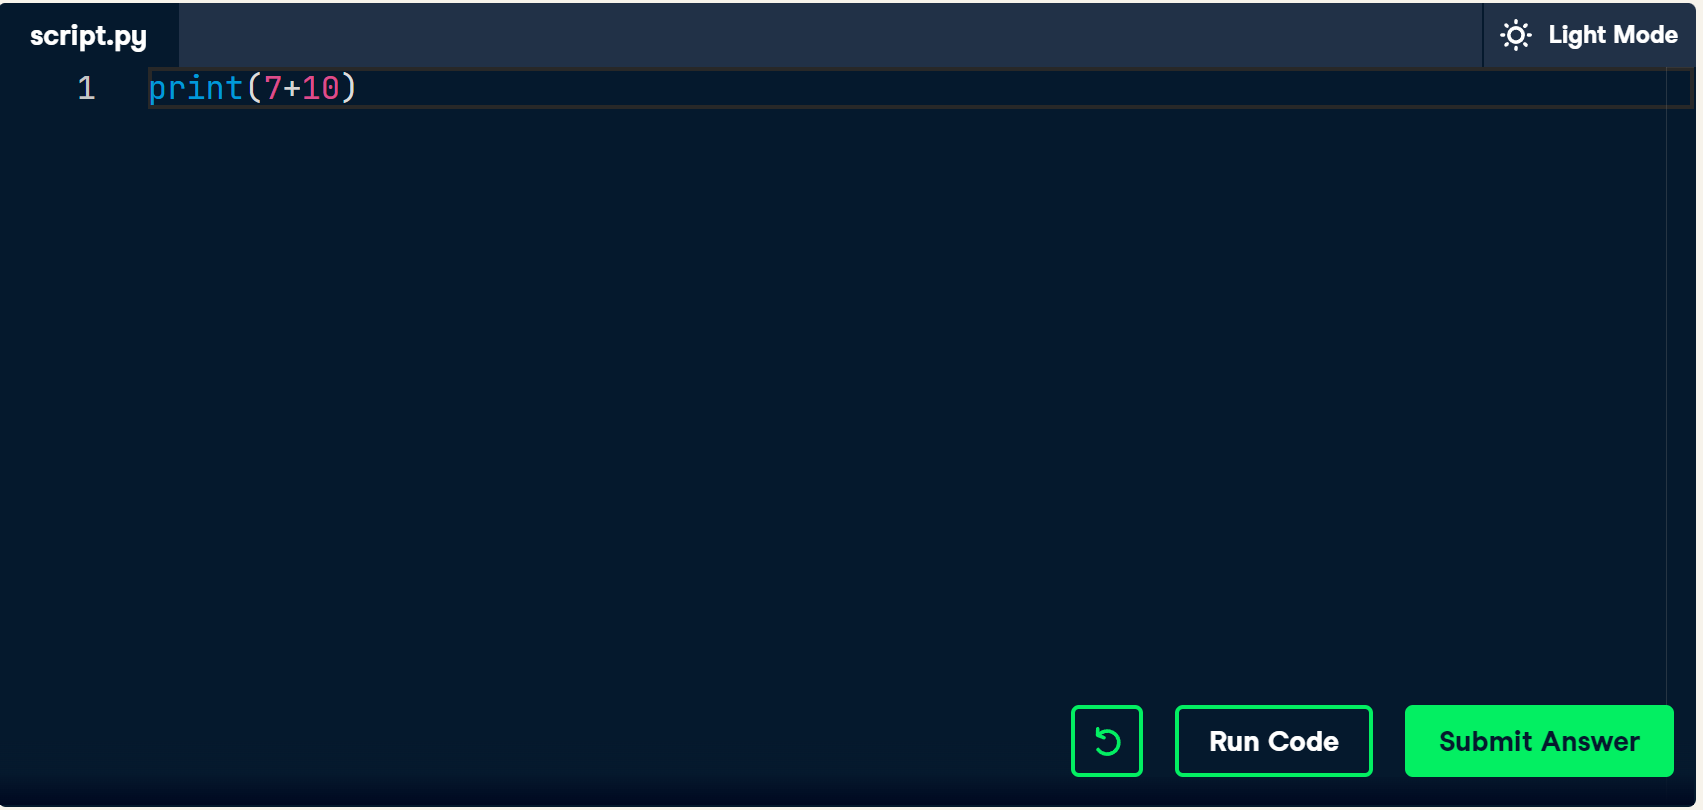 script.py
Light Mode
1 print(7+10)
Run Code
Submit Answer